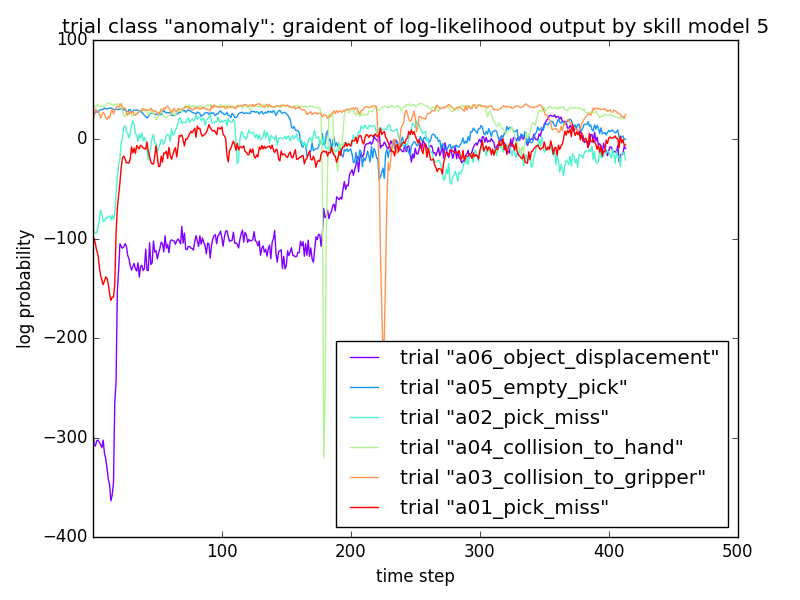 trial class "anomaly": graident of log-likelihood output by skill model 5
100
0
−100
−200
−300
−400
log probability
trial "a06_object_displacement"
trial "a05_empty_pick"
trial "a02_pick_miss"
trial "a04_collision_to_hand"
trial "a03_collision_to_gripper"
trial "a01_pick_miss"
100 200 300 400 500
time step